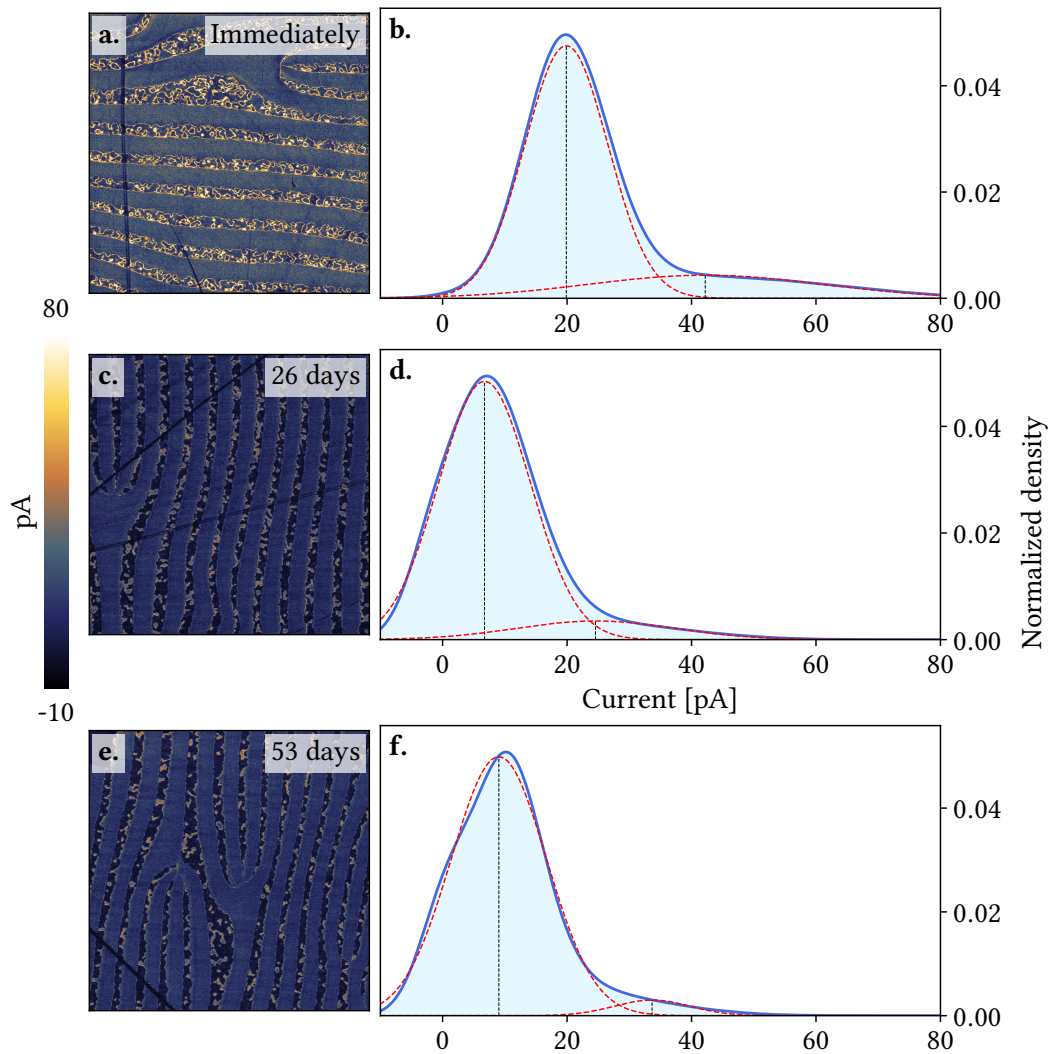 a. Immediately
b.
0.04
0.02
0.00
0 20 40 60 80
80
pA
-10
c. 26 days
d.
0.04
0.02
0.00
0 20 40 60 80
Current [pA]
Normalized density
e. 53 days
f.
0.04
0.02
0.00
0 20 40 60 80